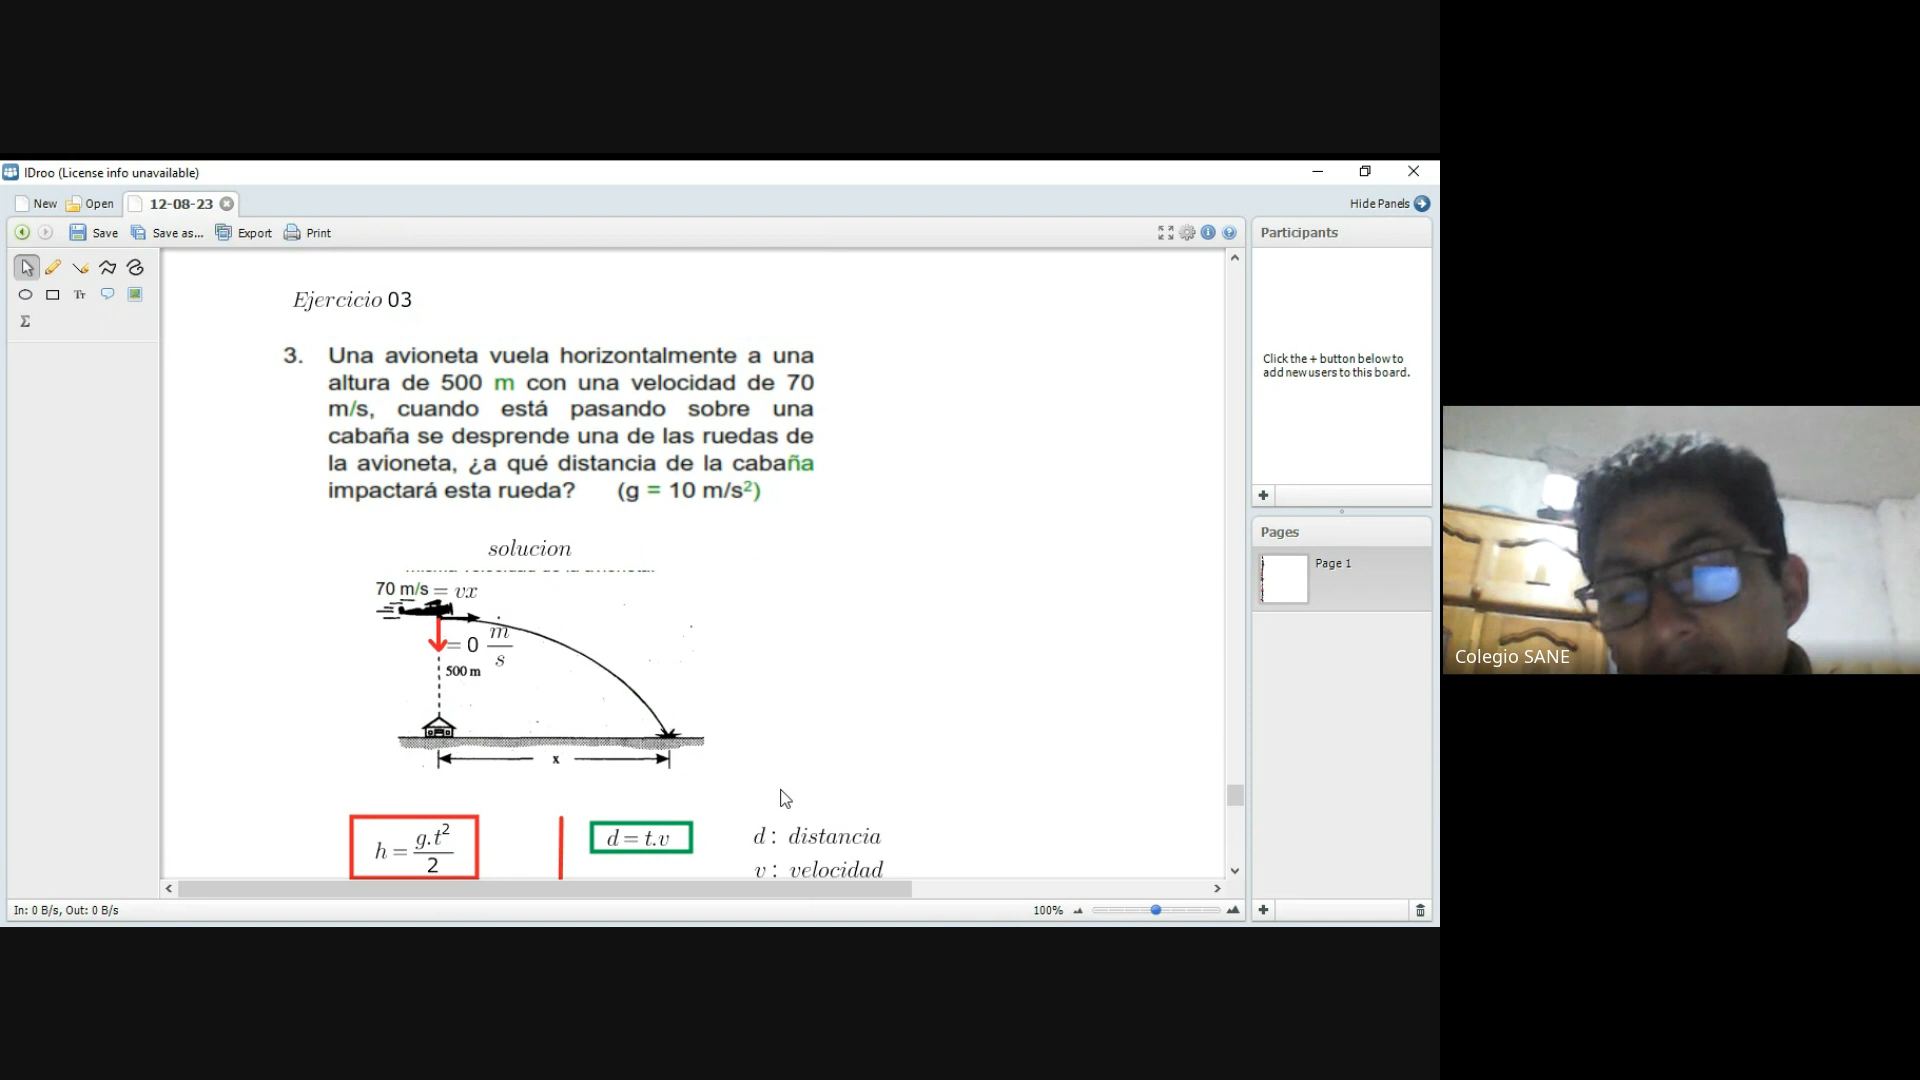 IDroo (License info unavailable)
New
Open
12-08-23
Hide Panels
Save
Save as...
Export
Print
Participants
Click the + button below to
add new users to this board.
Pages
Page 1
Ejercicio 03
3. Una avioneta vuela horizontalmente a una
altura de 500 m con una velocidad de 70
m/s, cuando está pasando sobre una
cabaña se desprende una de las ruedas de
la avioneta, ¿a qué distancia de la cabaña
impactará esta rueda? (g = 10 m/s²)
solucion
70 m/s = vx
= 0 m/s
500 m
x
h = g.t²/2
d = t.v
d : distancia
v : velocidad
In: 0 B/s, Out: 0 B/s
100%
Colegio SANE